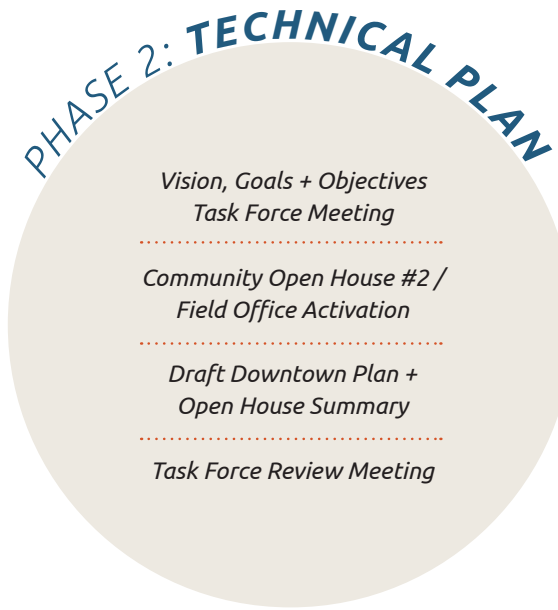 PHASE 2: TECHNICAL PLAN
Vision, Goals + Objectives
Task Force Meeting
Community Open House #2 /
Field Office Activation
Draft Downtown Plan +
Open House Summary
Task Force Review Meeting